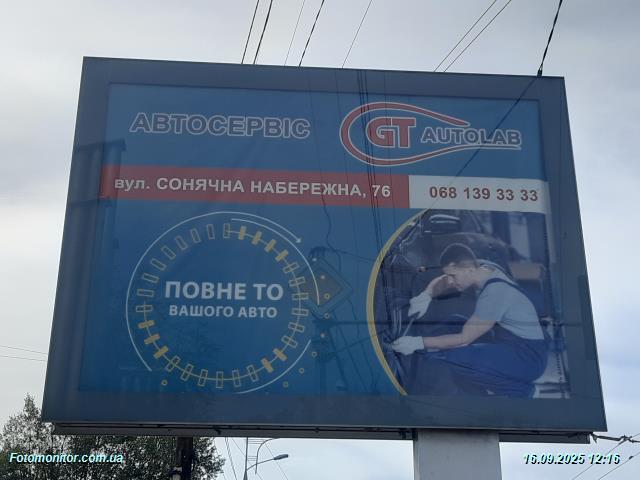 АВТОСЕРВІС
GT AUTOLAB
вул. СОНЯЧНА НАБЕРЕЖНА, 76
068 139 33 33
ПОВНЕ ТО
ВАШОГО АВТО
Fotomonitor.com.ua
16.09.2025 12:16